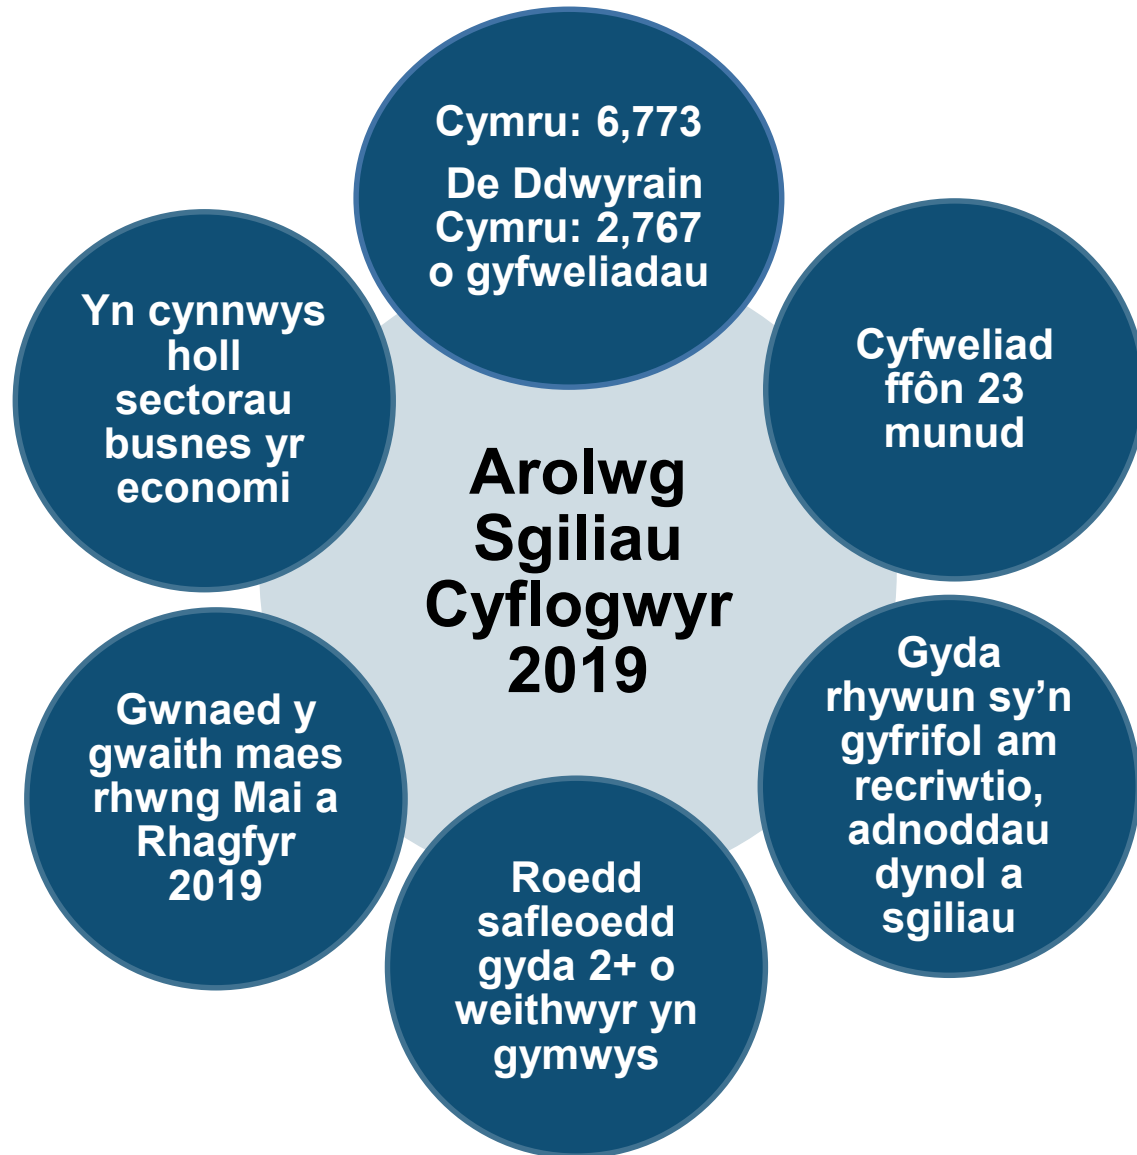 Cymru: 6,773
De Ddwyrain
Cymru: 2,767
o gyfweliadau
Cyfweliad
ffôn 23
munud
Gyda
rhywun sy’n
gyfrifol am
recriwtio,
adnoddau
dynol a
sgiliau
Roedd
safleoedd
gyda 2+ o
weithwyr yn
gymwys
Gwnaed y
gwaith maes
rhwng Mai a
Rhagfyr
2019
Yn cynnwys
holl
sectorau
busnes yr
economi
Arolwg
Sgiliau
Cyflogwyr
2019